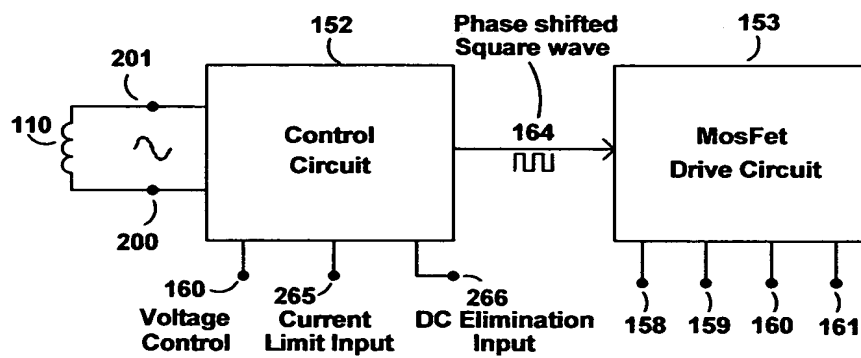 152
Phase shifted
Square wave
153
201
110
164
Control
Circuit
MosFet
Drive Circuit
200
160
Voltage
Control
265
Current
Limit Input
266
DC Elimination
Input
158
159
160
161